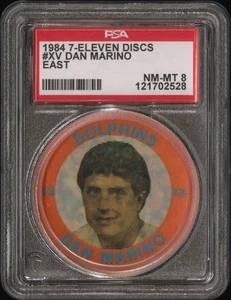 PSA
1984 7-ELEVEN DISCS
#XV DAN MARINO
EAST
NM-MT 8
121702528
DOLPHINS
DAN MARINO